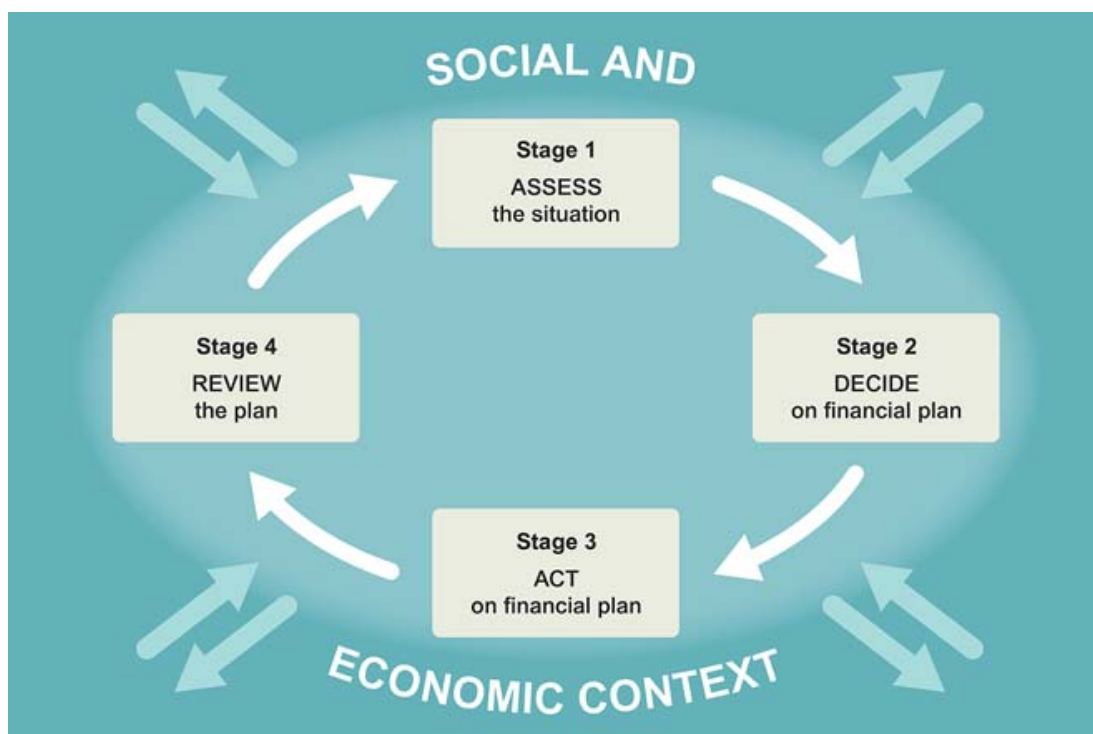 SOCIAL AND
Stage 1
ASSESS
the situation
Stage 2
DECIDE
on financial plan
Stage 3
ACT
on financial plan
Stage 4
REVIEW
the plan
ECONOMIC CONTEXT